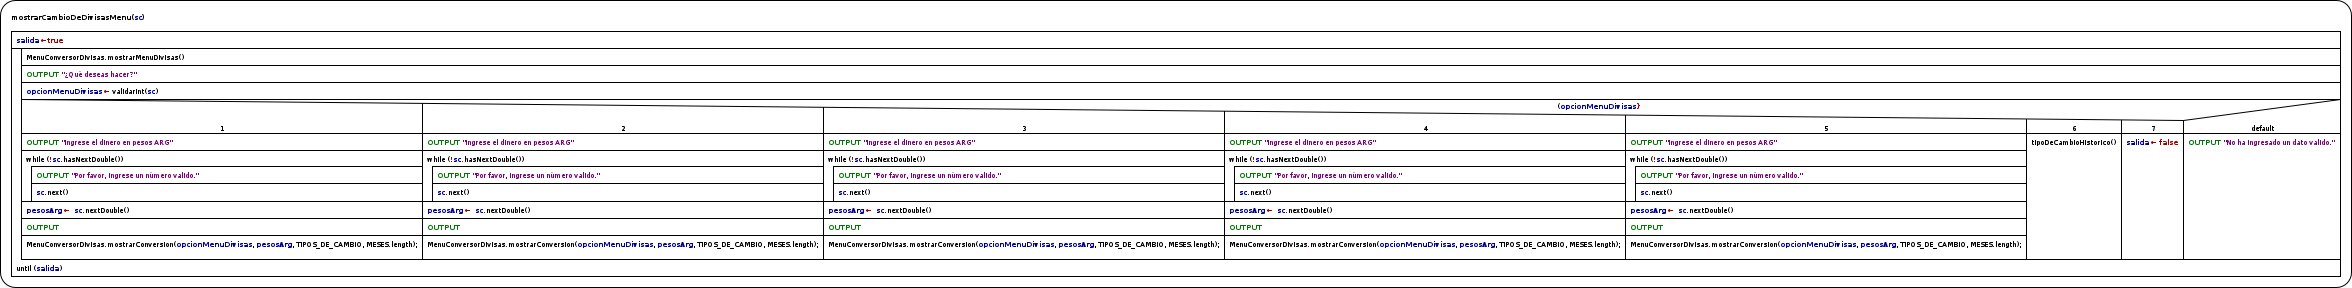 mostrarCambioDeDivisasMenu(sc)
salida ← true
MenuConversorDivisas.mostrarMenuDivisas()
OUTPUT "¿Què deseas hacer?"
opcionMenuDivisas ← validarInt(sc)
(opcionMenuDivisas)
1 2 3 4 5 6 7 default
OUTPUT "Ingrese el dinero en pesos ARG"
while (!sc.hasNextDouble())
OUTPUT "Por favor, ingrese un nùmero valido."
sc.next()
pesosArg ← sc.nextDouble()
OUTPUT
MenuConversorDivisas.mostrarConversion(opcionMenuDivisas, pesosArg, TIPOS_DE_CAMBIO, MESES.length);
OUTPUT "Ingrese el dinero en pesos ARG"
while (!sc.hasNextDouble())
OUTPUT "Por favor, ingrese un nùmero valido."
sc.next()
pesosArg ← sc.nextDouble()
OUTPUT
MenuConversorDivisas.mostrarConversion(opcionMenuDivisas, pesosArg, TIPOS_DE_CAMBIO, MESES.length);
OUTPUT "Ingrese el dinero en pesos ARG"
while (!sc.hasNextDouble())
OUTPUT "Por favor, ingrese un nùmero valido."
sc.next()
pesosArg ← sc.nextDouble()
OUTPUT
MenuConversorDivisas.mostrarConversion(opcionMenuDivisas, pesosArg, TIPOS_DE_CAMBIO, MESES.length);
OUTPUT "Ingrese el dinero en pesos ARG"
while (!sc.hasNextDouble())
OUTPUT "Por favor, ingrese un nùmero valido."
sc.next()
pesosArg ← sc.nextDouble()
OUTPUT
MenuConversorDivisas.mostrarConversion(opcionMenuDivisas, pesosArg, TIPOS_DE_CAMBIO, MESES.length);
OUTPUT "Ingrese el dinero en pesos ARG"
while (!sc.hasNextDouble())
OUTPUT "Por favor, ingrese un nùmero valido."
sc.next()
pesosArg ← sc.nextDouble()
OUTPUT
MenuConversorDivisas.mostrarConversion(opcionMenuDivisas, pesosArg, TIPOS_DE_CAMBIO, MESES.length);
tipoDeCambioHistorico()
salida ← false
OUTPUT "No ha ingresado un dato valido."
until (salida)